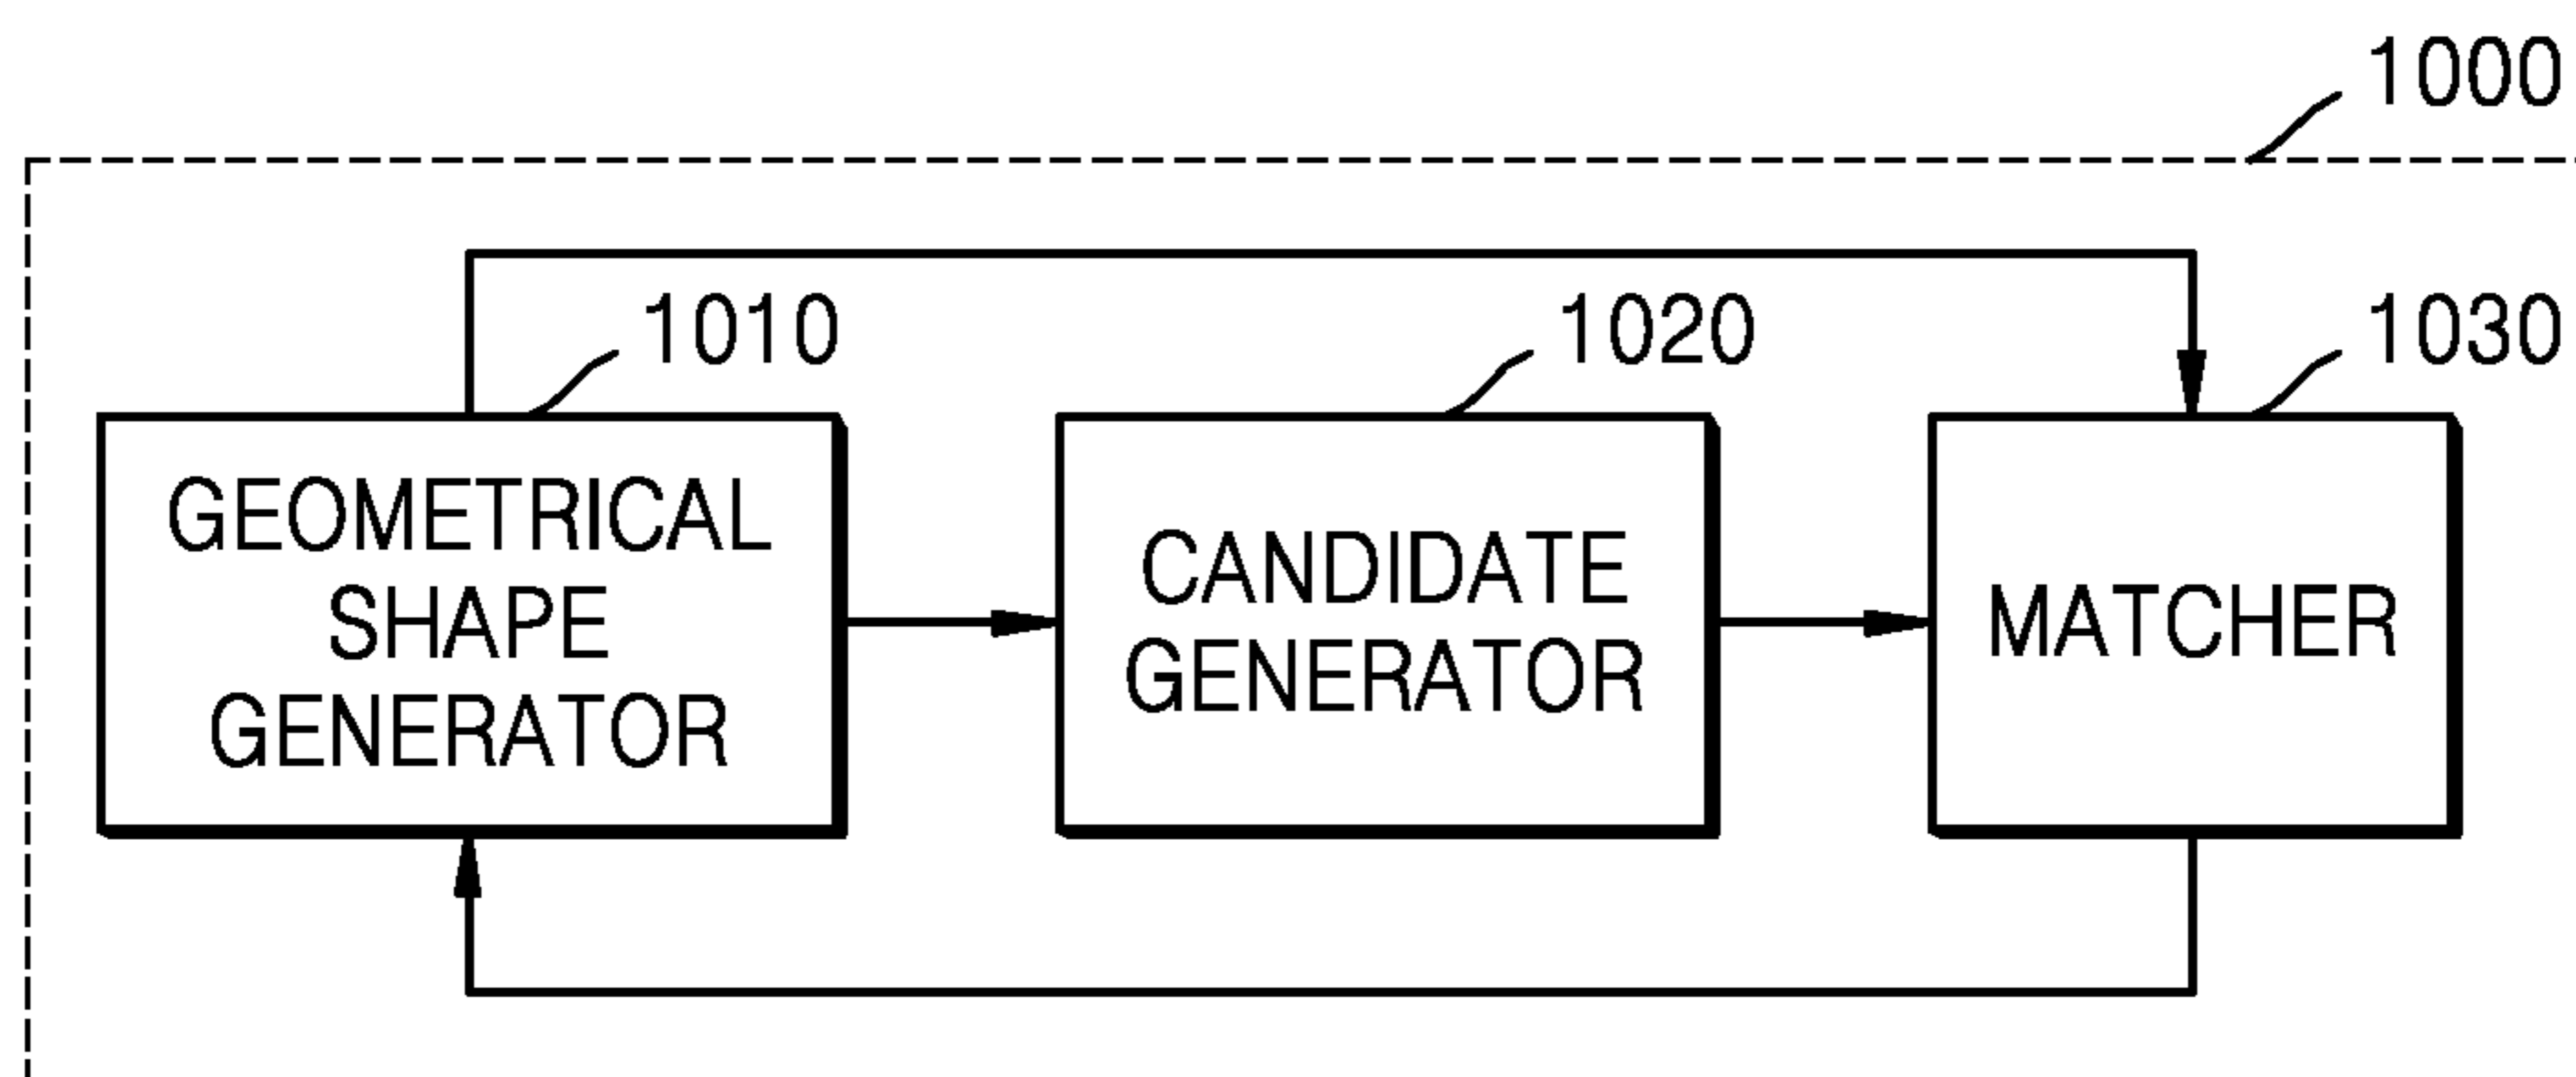 1000
1010
1020
1030
GEOMETRICAL
SHAPE
GENERATOR
CANDIDATE
GENERATOR
MATCHER